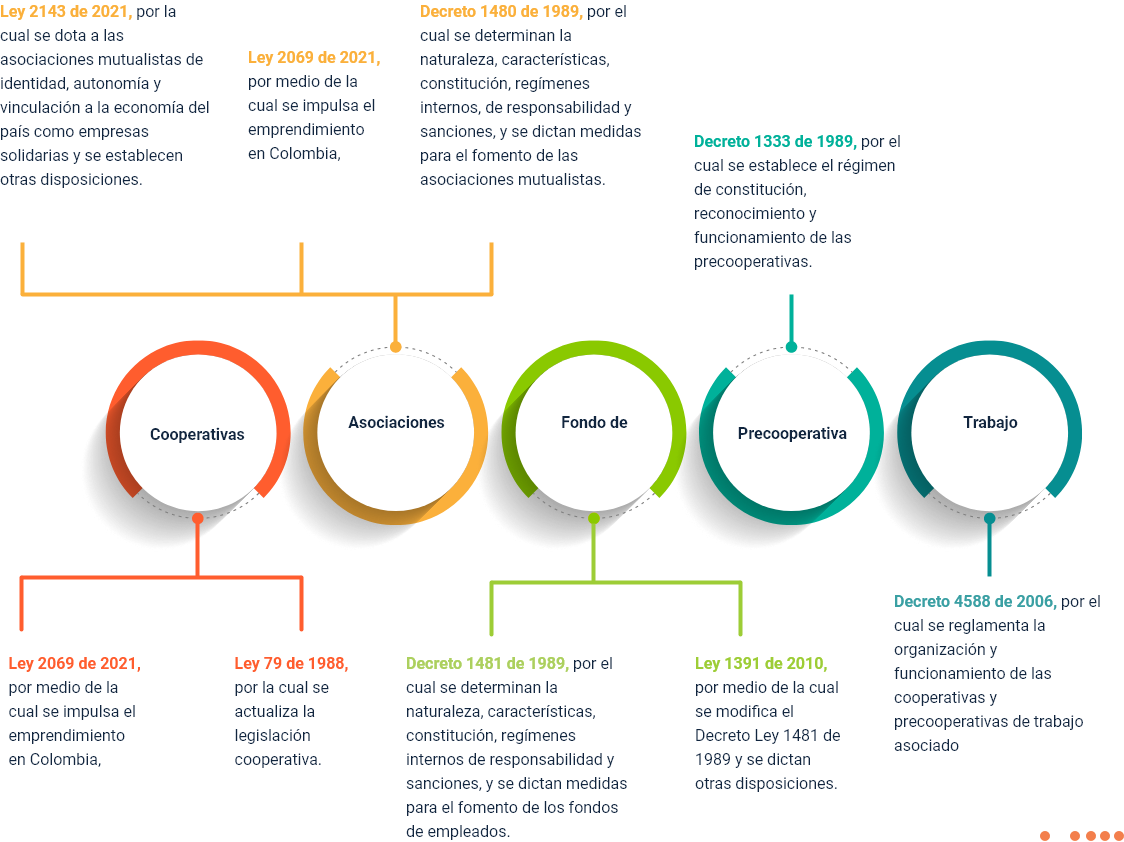 Ley 2143 de 2021, por la
cual se dota a las
asociaciones mutualistas de
identidad, autonomía y
vinculación a la economía del
país como empresas
solidarias y se establecen
otras disposiciones.
Ley 2069 de 2021,
por medio de la
cual se impulsa el
emprendimiento
en Colombia,
Decreto 1480 de 1989, por el
cual se determinan la
naturaleza, características,
constitución, regímenes
internos, de responsabilidad y
sanciones, y se dictan medidas
para el fomento de las
asociaciones mutualistas.
Decreto 1333 de 1989, por el
cual se establece el régimen
de constitución,
reconocimiento y
funcionamiento de las
precooperativas.
Cooperativas
Asociaciones
Fondo de
Precooperativa
Trabajo
Ley 2069 de 2021,
por medio de la
cual se impulsa el
emprendimiento
en Colombia,
Ley 79 de 1988,
por la cual se
actualiza la
legislación
cooperativa.
Decreto 1481 de 1989, por el
cual se determinan la
naturaleza, características,
constitución, regímenes
internos de responsabilidad y
sanciones, y se dictan medidas
para el fomento de los fondos
de empleados.
Ley 1391 de 2010,
por medio de la cual
se modifica el
Decreto Ley 1481 de
1989 y se dictan
otras disposiciones.
Decreto 4588 de 2006, por el
cual se reglamenta la
organización y
funcionamiento de las
cooperativas y
precooperativas de trabajo
asociado